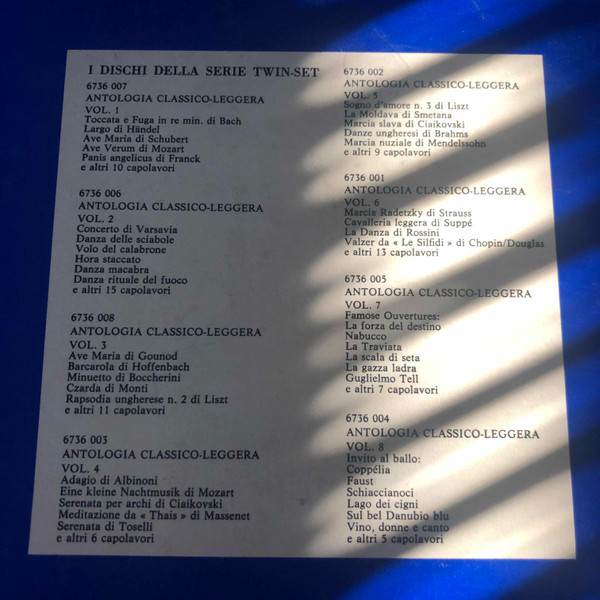 I DISCHI DELLA SERIE TWIN-SET
6736 007
ANTOLOGIA CLASSICO-LEGGERA
VOL. 1
Toccata e Fuga in re min. di Bach
Largo di Händel
Ave Maria di Schubert
Ave Verum di Mozart
Panis angelicus di Franck
e altri 10 capolavori
6736 006
ANTOLOGIA CLASSICO-LEGGERA
VOL. 2
Concerto di Varsavia
Danza delle sciabole
Volo del calabrone
Hora staccato
Danza macabra
Danza rituale del fuoco
e altri 15 capolavori
6736 008
ANTOLOGIA CLASSICO-LEGGERA
VOL. 3
Ave Maria di Gounod
Barcarola di Hoffenbach
Minuetto di Boccherini
Czarda di Monti
Rapsodia ungherese n. 2 di Liszt
e altri 11 capolavori
6736 003
ANTOLOGIA CLASSICO-LEGGERA
VOL. 4
Adagio di Albinoni
Eine kleine Nachtmusik di Mozart
Serenata per archi di Ciaikovski
Meditazione da « Thais » di Massenet
Serenata di Toselli
e altri 6 capolavori
6736 002
ANTOLOGIA CLASSICO-LEGGERA
VOL. 5
Sogno d'amore n. 3 di Liszt
La Moldava di Smetana
Marcia slava di Ciaikovski
Danze ungheresi di Brahms
Marcia nuziale di Mendelssohn
e altri 9 capolavori
6736 001
ANTOLOGIA CLASSICO-LEGGERA
VOL. 6
Marcia Radetzky di Strauss
Cavalleria leggera di Suppé
La Danza di Rossini
Valzer da « Le Silfidi » di Chopin/Douglas
e altri 13 capolavori
6736 005
ANTOLOGIA CLASSICO-LEGGERA
VOL. 7
Famose Ouvertures:
La forza del destino
Nabucco
La Traviata
La scala di seta
La gazza ladra
Guglielmo Tell
e altri 7 capolavori
6736 004
ANTOLOGIA CLASSICO-LEGGERA
VOL. 8
Invito al ballo:
Coppélia
Faust
Schiaccianoci
Lago dei cigni
Sul bel Danubio blu
Vino, donne e canto
e altri 5 capolavori